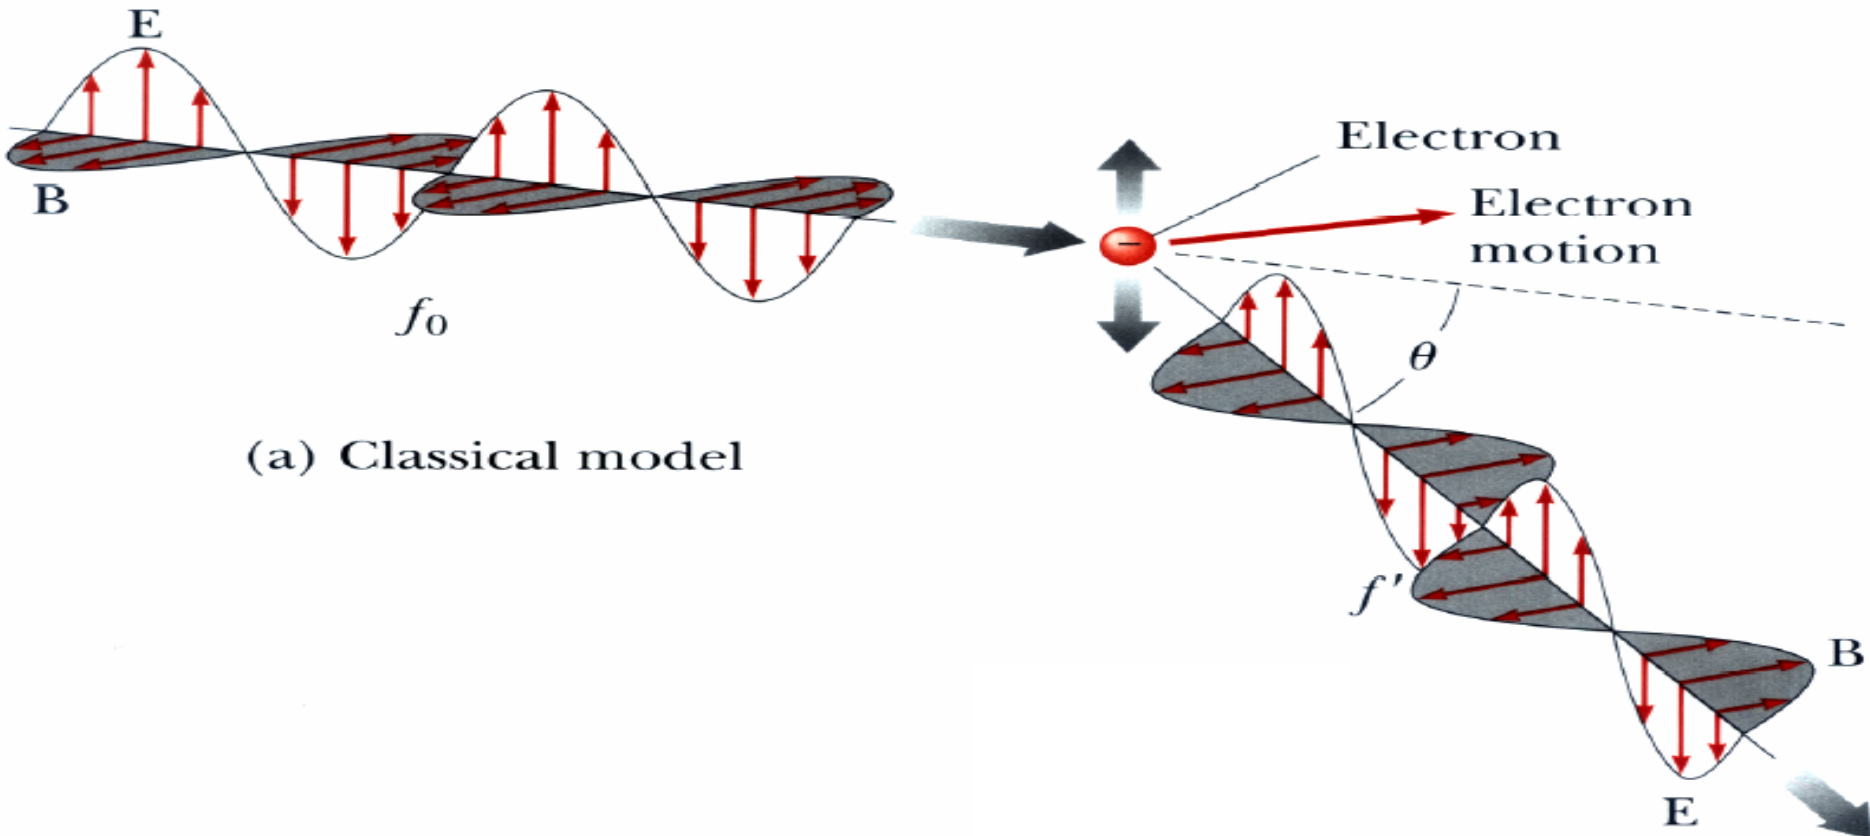 E
B
f₀
(a) Classical model
Electron
−
Electron
motion
θ
f'
B
E